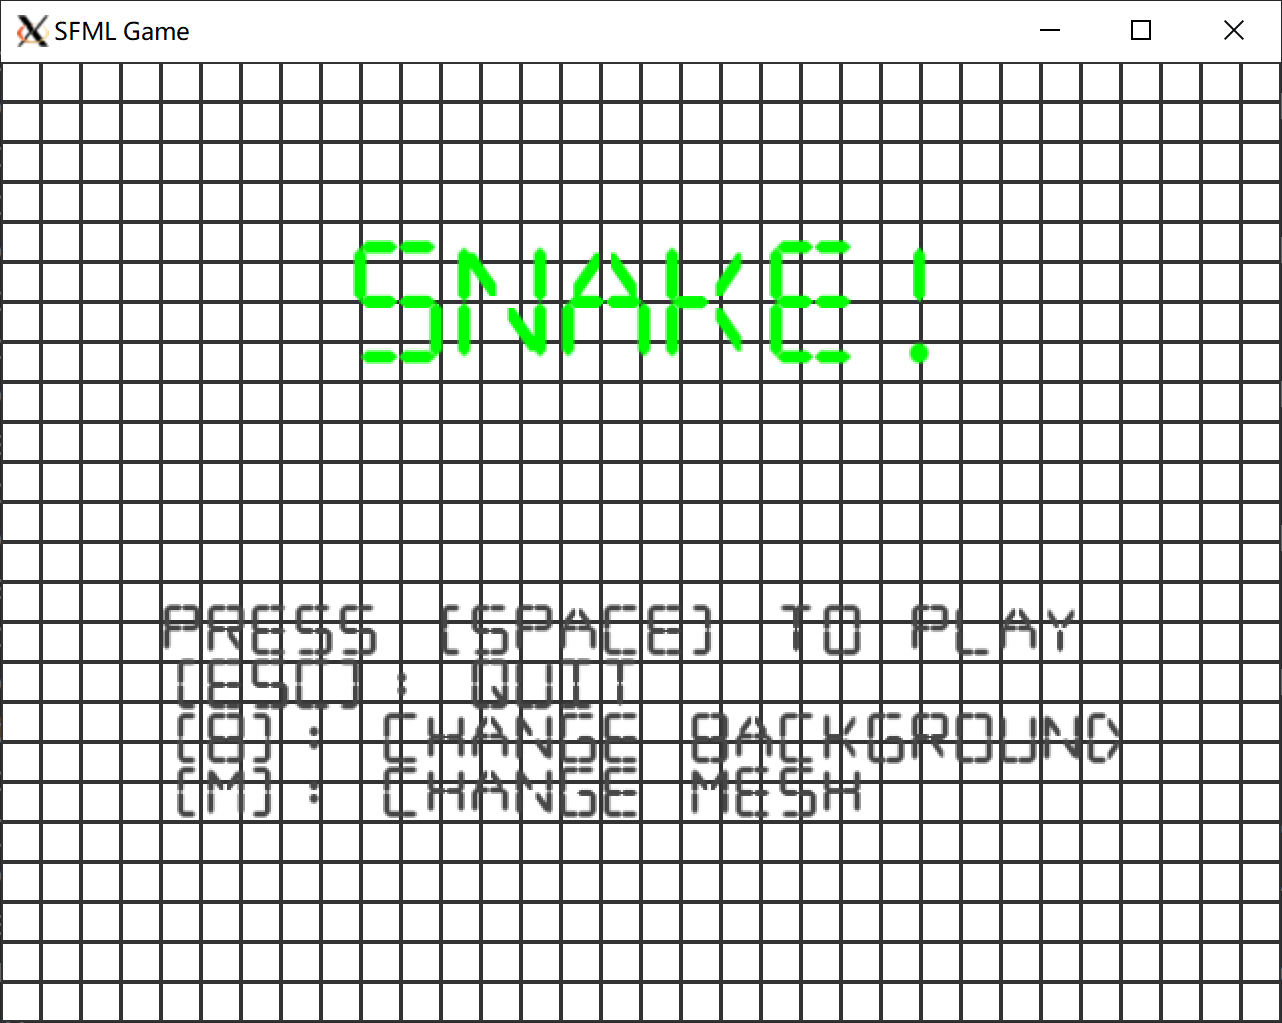 SFML Game
SNAKE!
PRESS [SPACE] TO PLAY
[ESC] : QUIT
[B] : CHANGE BACKGROUND
[M] : CHANGE MESH